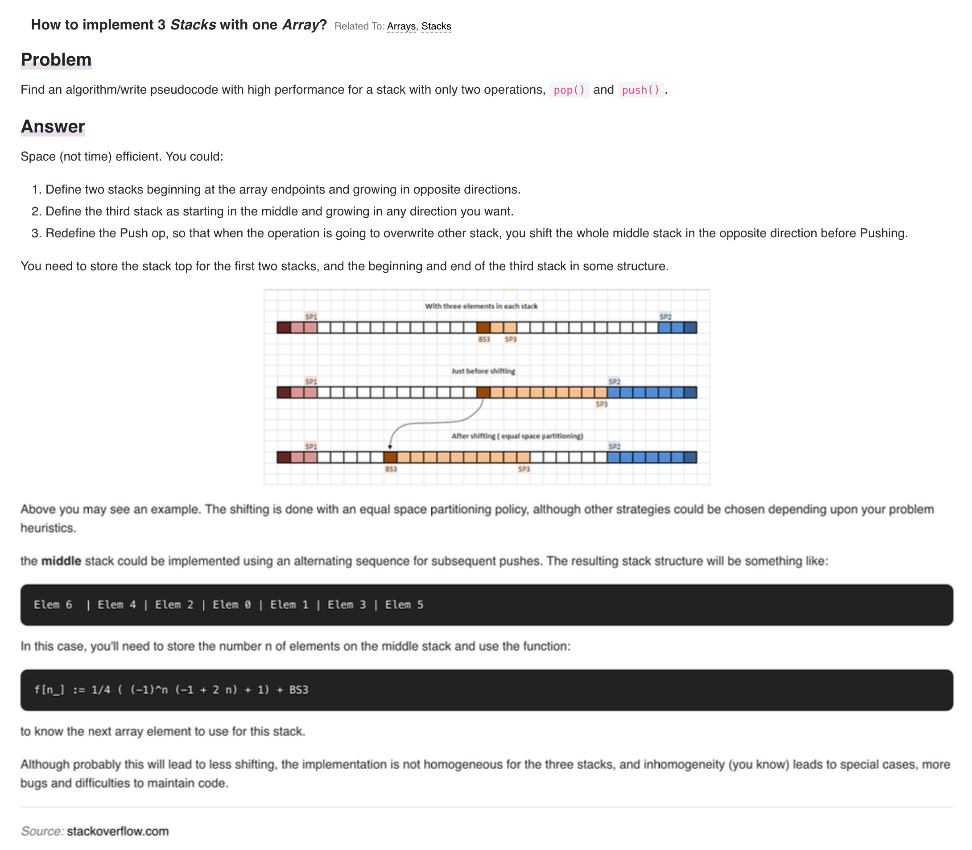 How to implement 3 Stacks with one Array? Related To: Arrays, Stacks
Problem
Find an algorithm/write pseudocode with high performance for a stack with only two operations, pop() and push() .
Answer
Space (not time) efficient. You could:
1. Define two stacks beginning at the array endpoints and growing in opposite directions.
2. Define the third stack as starting in the middle and growing in any direction you want.
3. Redefine the Push op, so that when the operation is going to overwrite other stack, you shift the whole middle stack in the opposite direction before Pushing.
You need to store the stack top for the first two stacks, and the beginning and end of the third stack in some structure.
With three elements in each stack
SP1 SP2
BS3 SP3
Just before shifting
SP1 SP2
SP3
After shifting ( equal space partitioning)
SP1 SP2
BS3 SP3
Above you may see an example. The shifting is done with an equal space partitioning policy, although other strategies could be chosen depending upon your problem
heuristics.
the middle stack could be implemented using an alternating sequence for subsequent pushes. The resulting stack structure will be something like:
Elem 6 | Elem 4 | Elem 2 | Elem 0 | Elem 1 | Elem 3 | Elem 5
In this case, you'll need to store the number n of elements on the middle stack and use the function:
f[n_] := 1/4 ( (-1)^n (-1 + 2 n) + 1) + BS3
to know the next array element to use for this stack.
Although probably this will lead to less shifting, the implementation is not homogeneous for the three stacks, and inhomogeneity (you know) leads to special cases, more
bugs and difficulties to maintain code.
Source: stackoverflow.com